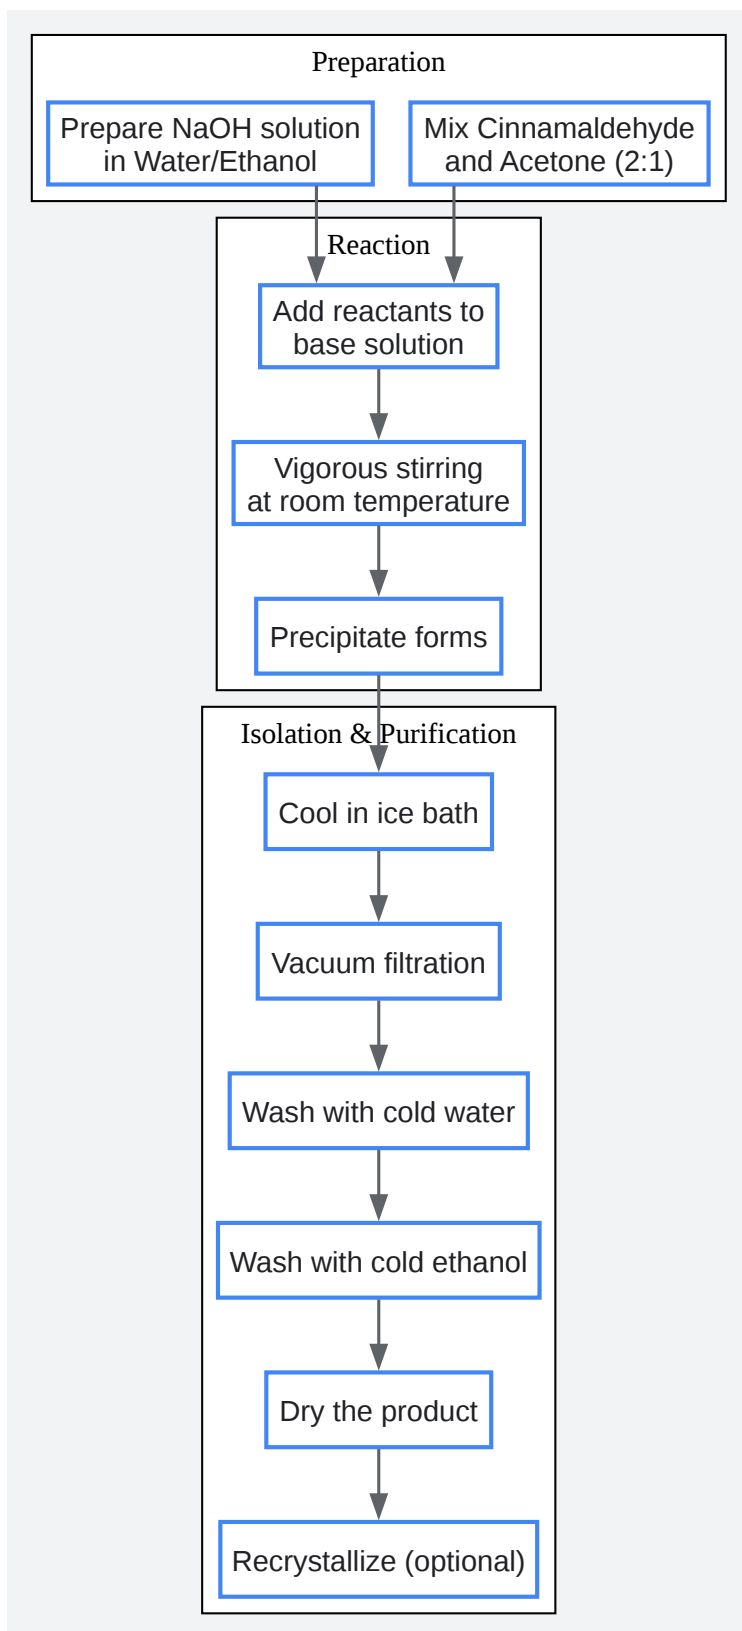 Preparation
Prepare NaOH solution
in Water/Ethanol
Mix Cinnamaldehyde
and Acetone (2:1)
Reaction
Add reactants to
base solution
Vigorous stirring
at room temperature
Precipitate forms
Isolation & Purification
Cool in ice bath
Vacuum filtration
Wash with cold water
Wash with cold ethanol
Dry the product
Recrystallize (optional)